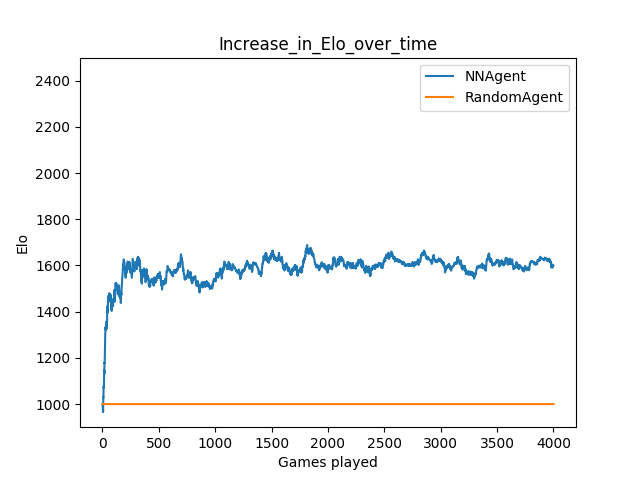 Increase_in_Elo_over_time
NNAgent
RandomAgent
2400
2200
2000
1800
1600
1400
1200
1000
Elo
0 500 1000 1500 2000 2500 3000 3500 4000
Games played